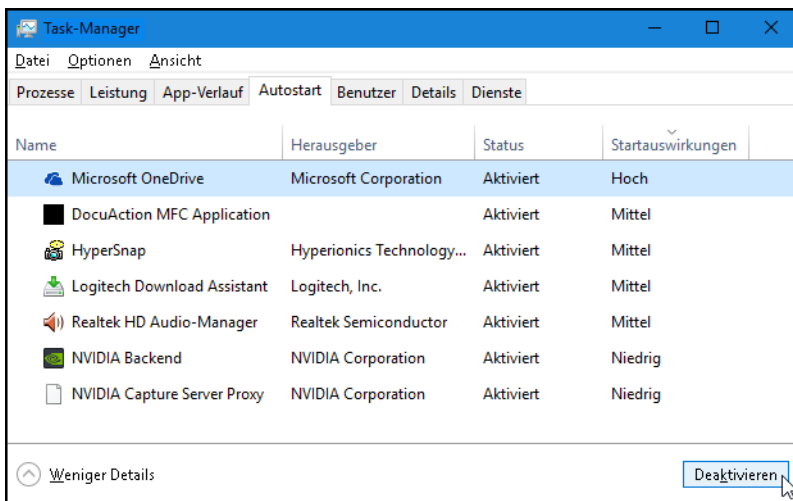 Task-Manager
Datei Optionen Ansicht
Prozesse Leistung App-Verlauf Autostart Benutzer Details Dienste
Name Herausgeber Status Startauswirkungen
Microsoft OneDrive Microsoft Corporation Aktiviert Hoch
DocuAction MFC Application Aktiviert Mittel
HyperSnap Hyperionics Technology... Aktiviert Mittel
Logitech Download Assistant Logitech, Inc. Aktiviert Mittel
Realtek HD Audio-Manager Realtek Semiconductor Aktiviert Mittel
NVIDIA Backend NVIDIA Corporation Aktiviert Niedrig
NVIDIA Capture Server Proxy NVIDIA Corporation Aktiviert Niedrig
Weniger Details Deaktivieren